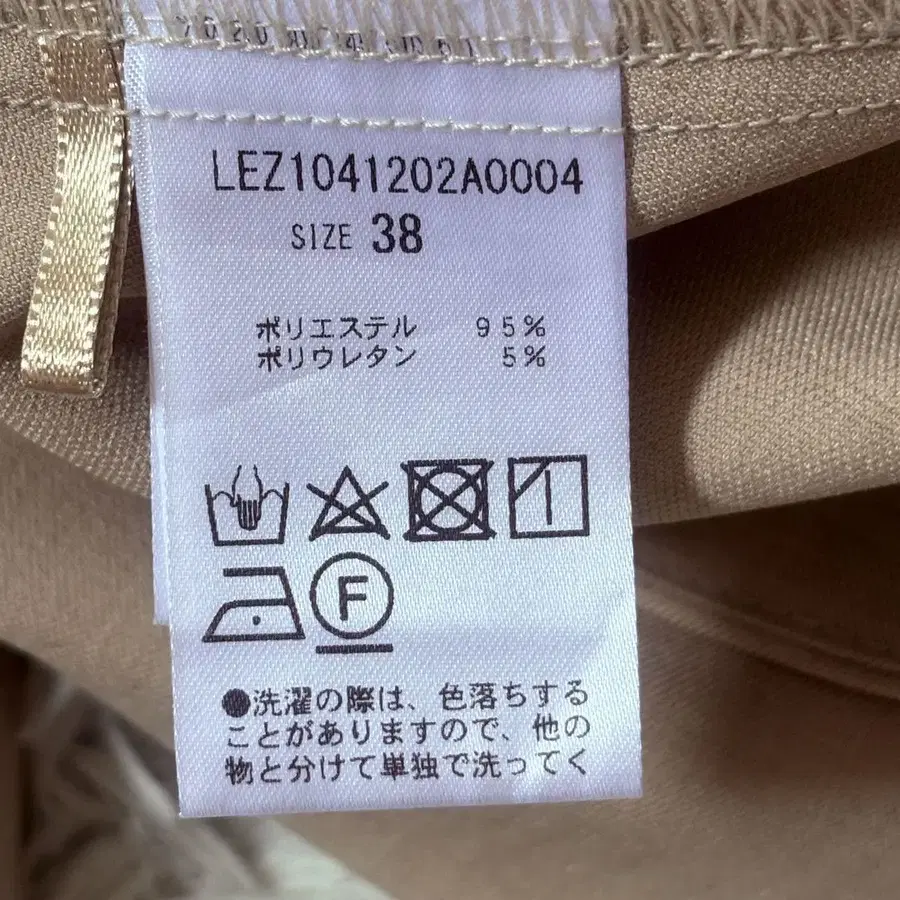 LEZ1041202A0004
SIZE 38
ポリエステル 95%
ポリウレタン 5%
F
●洗濯の際は、色落ちする
ことがありますので、他の
物と分けて単独で洗ってく